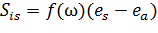 S_is = f(ω)(e_s − e_a)